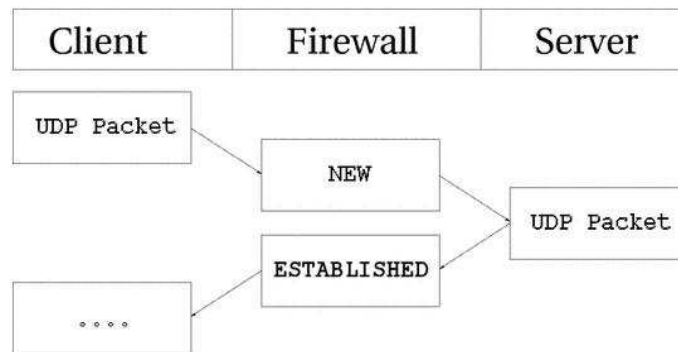 Client Firewall Server
UDP Packet
NEW
UDP Packet
ESTABLISHED
....